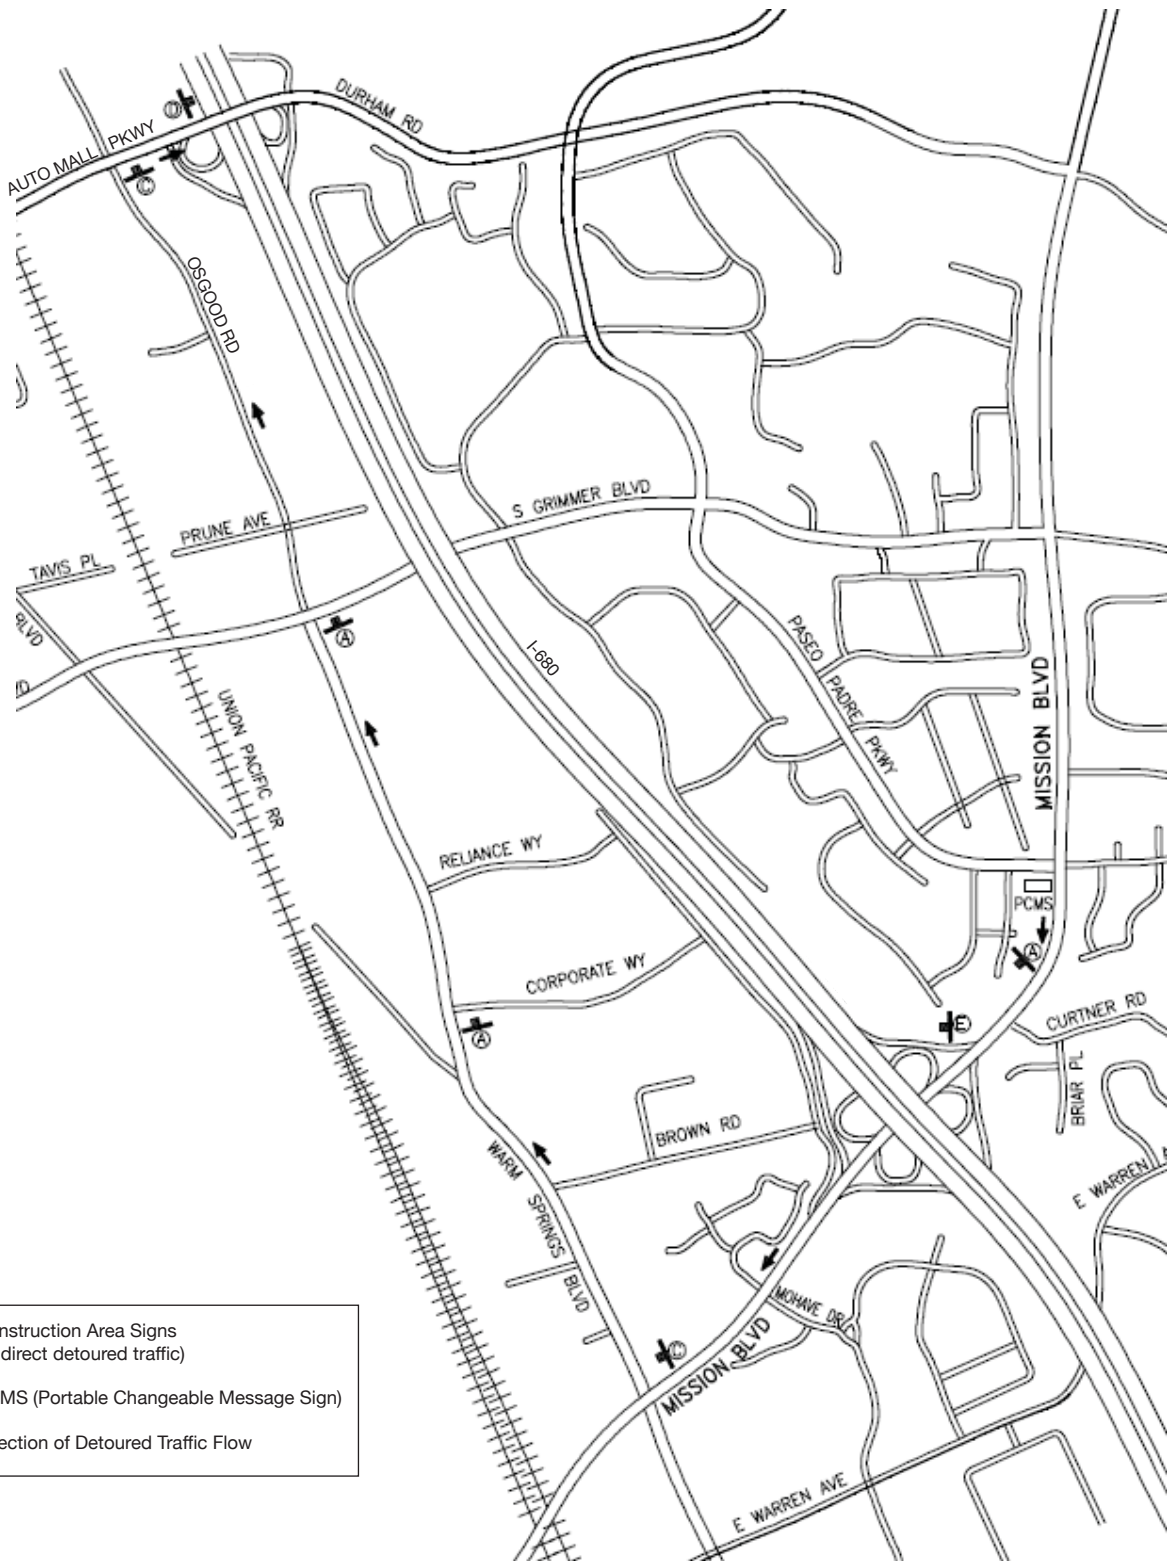 DURHAM RD
AUTO MALL PKWY
D
C
OSGOOD RD
S GRIMMER BLVD
PRUNE AVE
TAVIS PL
BLVD
A
I-680
PASEO PADRE PKWY
MISSION BLVD
UNION PACIFIC RR
RELIANCE WY
PCMS
A
CORPORATE WY
CURTNER RD
E
A
BRIAR PL
BROWN RD
WARM SPRINGS BLVD
E WARREN A
MOHAVE DR
C
MISSION BLVD
E WARREN AVE
nstruction Area Signs
direct detoured traffic)
MS (Portable Changeable Message Sign)
ection of Detoured Traffic Flow